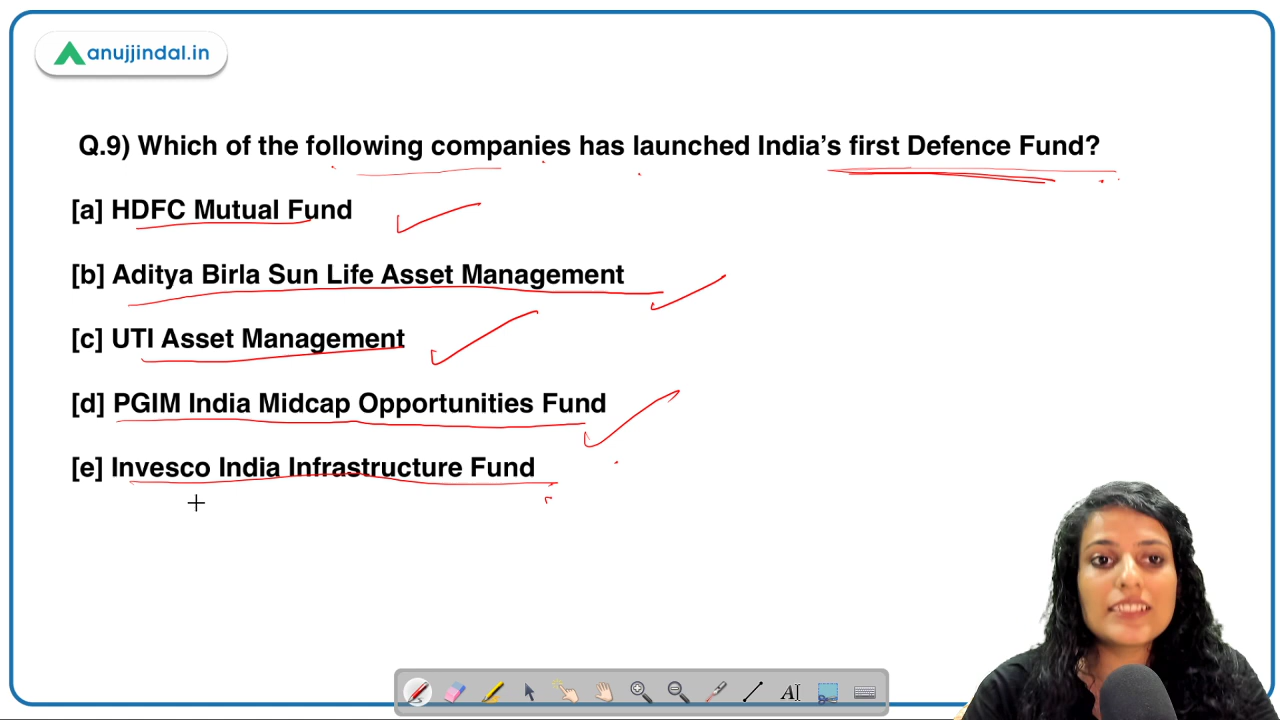 anujjindal.in
Q.9) Which of the following companies has launched India’s first Defence Fund?
[a] HDFC Mutual Fund
[b] Aditya Birla Sun Life Asset Management
[c] UTI Asset Management
[d] PGIM India Midcap Opportunities Fund
[e] Invesco India Infrastructure Fund
AI